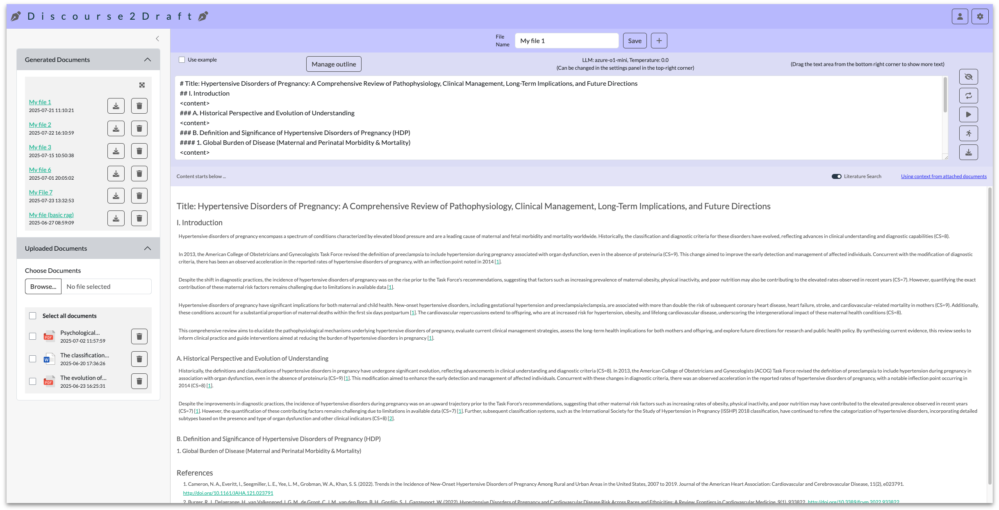 Discourse2Draft
File
Name
My file 1
Save
Generated Documents
My file 1
2025-07-21 11:10:21
My file 2
2025-07-22 16:10:59
My file 3
2025-07-15 10:50:38
My file 6
2025-07-01 20:05:02
My File 7
2025-07-23 13:32:53
My file (basic rag)
2025-06-27 08:59:09
Uploaded Documents
Choose Documents
Browse... No file selected
Select all documents
PDF
Psychological...
2025-07-02 11:57:59
W
The classification...
2025-06-20 17:36:26
PDF
The evolution of...
2025-06-23 16:25:31
Use example
Manage outline
LLM: azure-o1-mini, Temperature: 0.0
(Can be changed in the settings panel in the top-right corner)
(Drag the text area from the bottom right corner to show more text)
# Title: Hypertensive Disorders of Pregnancy: A Comprehensive Review of Pathophysiology, Clinical Management, Long-Term Implications, and Future Directions
## I. Introduction
<content>
### A. Historical Perspective and Evolution of Understanding
<content>
### B. Definition and Significance of Hypertensive Disorders of Pregnancy (HDP)
#### 1. Global Burden of Disease (Maternal and Perinatal Morbidity & Mortality)
<content>
Content starts below ...
Literature Search
Using context from attached documents
Title: Hypertensive Disorders of Pregnancy: A Comprehensive Review of Pathophysiology, Clinical Management, Long-Term Implications, and Future Directions
I. Introduction
Hypertensive disorders of pregnancy encompass a spectrum of conditions characterized by elevated blood pressure and are a leading cause of maternal and fetal morbidity and mortality worldwide. Historically, the classification and diagnostic criteria for these disorders have evolved, reflecting advances in clinical understanding and diagnostic capabilities (CS=8).
In 2013, the American College of Obstetricians and Gynecologists Task Force revised the definition of preeclampsia to include hypertension during pregnancy associated with organ dysfunction, even in the absence of proteinuria (CS=9). This change aimed to improve the early detection and management of affected individuals. Concurrent with the modification of diagnostic
criteria, there has been an observed acceleration in the reported rates of hypertensive disorders of pregnancy, with an inflection point noted in 2014 [1].
Despite the shift in diagnostic practices, the incidence of hypertensive disorders of pregnancy was on the rise prior to the Task Force's recommendations, suggesting that factors such as increasing prevalence of maternal obesity, physical inactivity, and poor nutrition may also be contributing to the elevated rates observed in recent years (CS=7). However, quantifying the exact
contribution of these maternal risk factors remains challenging due to limitations in available data [1].
Hypertensive disorders of pregnancy have significant implications for both maternal and child health. New-onset hypertensive disorders, including gestational hypertension and preeclampsia/eclampsia, are associated with more than double the risk of subsequent coronary heart disease, heart failure, stroke, and cardiovascular-related mortality in mothers (CS=9). Additionally,
these conditions account for a substantial proportion of maternal deaths within the first six days postpartum [1]. The cardiovascular repercussions extend to offspring, who are at increased risk for hypertension, obesity, and lifelong cardiovascular disease, underscoring the intergenerational impact of these maternal health conditions (CS=8).
This comprehensive review aims to elucidate the pathophysiological mechanisms underlying hypertensive disorders of pregnancy, evaluate current clinical management strategies, assess the long-term health implications for both mothers and offspring, and explore future directions for research and public health policy. By synthesizing current evidence, this review seeks to
inform clinical practice and guide interventions aimed at reducing the burden of hypertensive disorders in pregnancy [1].
A. Historical Perspective and Evolution of Understanding
Historically, the definitions and classifications of hypertensive disorders in pregnancy have undergone significant evolution, reflecting advancements in clinical understanding and diagnostic criteria (CS=8). In 2013, the American College of Obstetricians and Gynecologists (ACOG) Task Force revised the definition of preeclampsia to include hypertension during pregnancy in
association with organ dysfunction, even in the absence of proteinuria (CS=9) [1]. This modification aimed to enhance the early detection and management of affected individuals. Concurrent with these changes in diagnostic criteria, there was an observed acceleration in the reported rates of hypertensive disorders of pregnancy, with a notable inflection point occurring in
2014 (CS=8) [1].
Despite the improvements in diagnostic practices, the incidence of hypertensive disorders during pregnancy was on an upward trajectory prior to the Task Force's recommendations, suggesting that other maternal risk factors such as increasing rates of obesity, physical inactivity, and poor nutrition may have contributed to the elevated prevalence observed in recent years
(CS=7) [1]. However, the quantification of these contributing factors remains challenging due to limitations in available data (CS=7) [1]. Further, subsequent classification systems, such as the International Society for the Study of Hypertension in Pregnancy (ISSHP) 2018 classification, have continued to refine the categorization of hypertensive disorders, incorporating detailed
subtypes based on the presence and type of organ dysfunction and other clinical indicators (CS=8) [2].
B. Definition and Significance of Hypertensive Disorders of Pregnancy (HDP)
1. Global Burden of Disease (Maternal and Perinatal Morbidity & Mortality)
References
1. Cameron, N. A., Everitt, I., Seegmiller, L. E., Yee, L. M., Grobman, W. A., Khan, S. S. (2022). Trends in the Incidence of New-Onset Hypertensive Disorders of Pregnancy Among Rural and Urban Areas in the United States, 2007 to 2019. Journal of the American Heart Association: Cardiovascular and Cerebrovascular Disease, 11(2), e023791.
http://doi.org/10.1161/JAHA.121.023791
2. Burger, R. J., Delagrange, H., van Valkengoed, I. G. M., de Groot, C. J. M., van den Born, B. H., Gordijn, S. J., Ganzevoort, W. (2022). Hypertensive Disorders of Pregnancy and Cardiovascular Disease Risk Across Races and Ethnicities: A Review. Frontiers in Cardiovascular Medicine, 9(1), 933822. http://doi.org/10.3389/fcvm.2022.933822